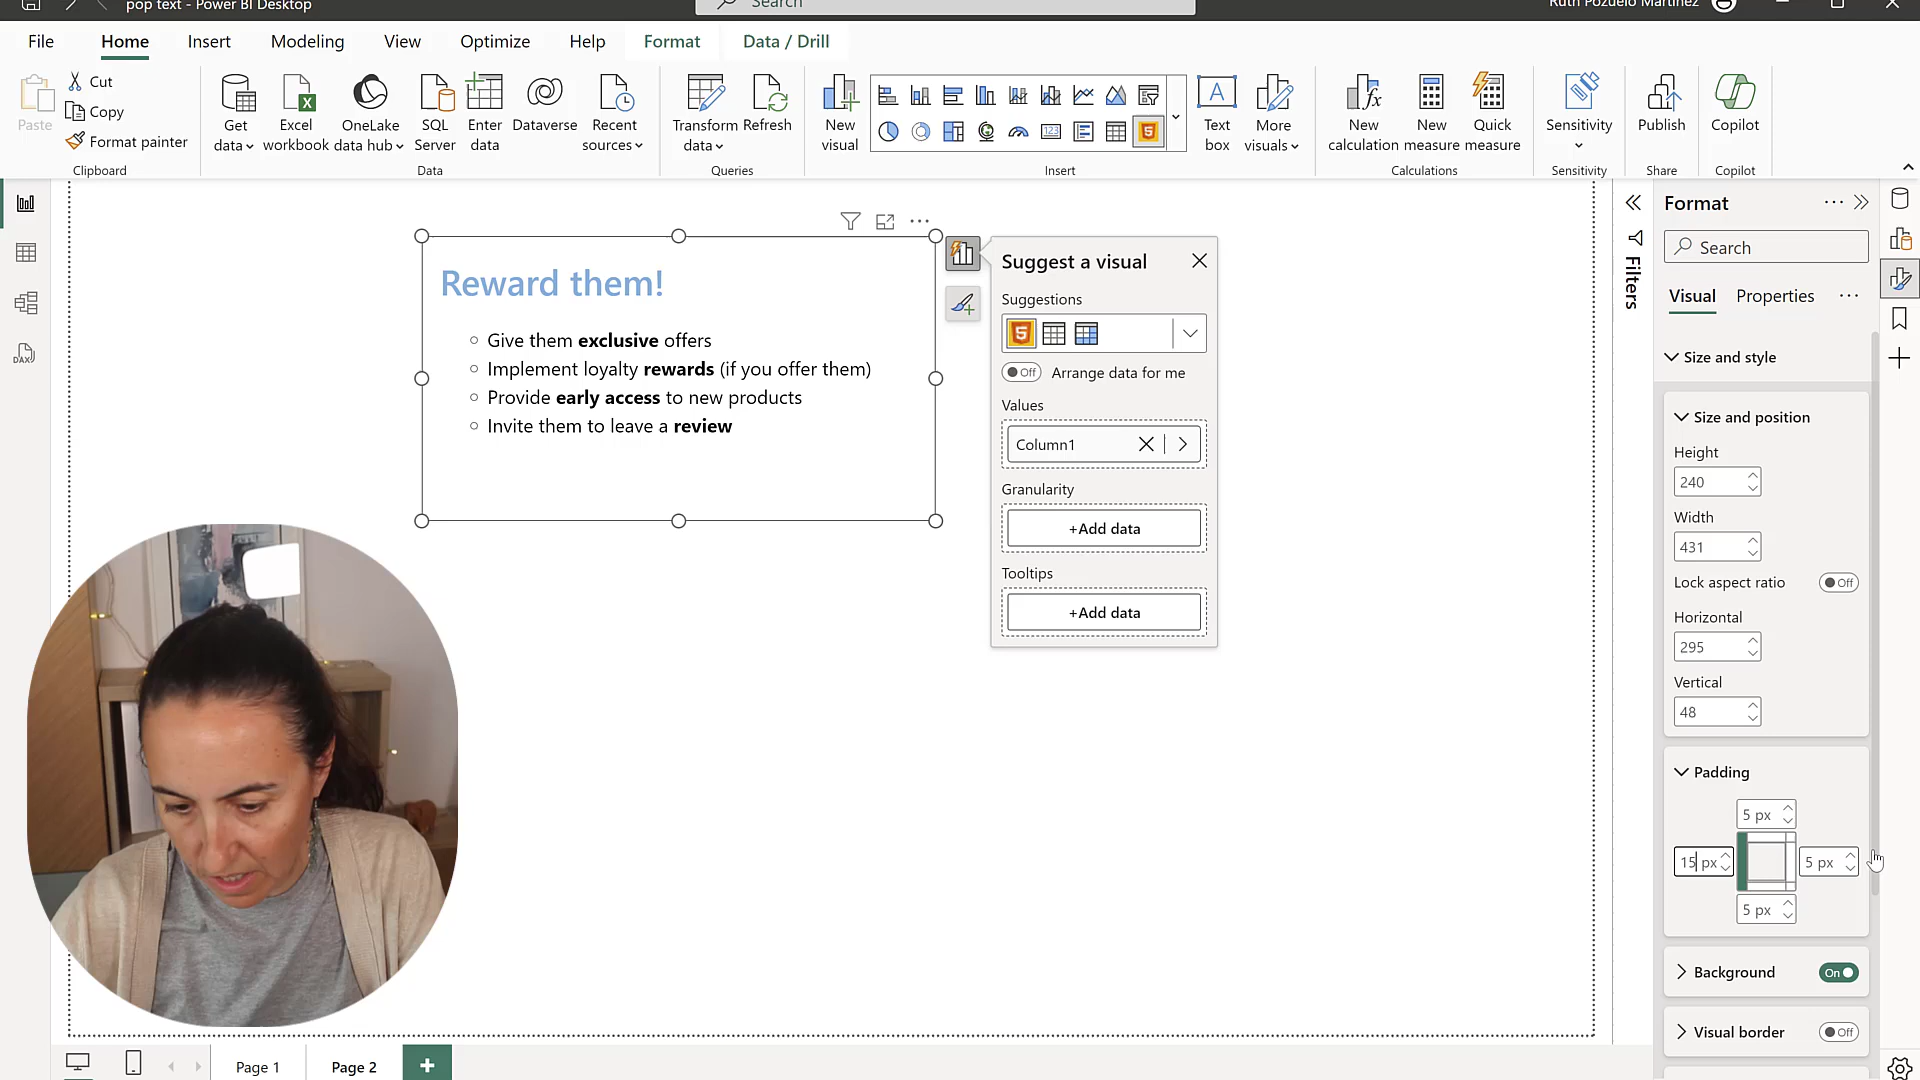 pop text - Power BI Desktop
Search
Ruth Pozuelo Martinez
File
Home
Insert
Modeling
View
Optimize
Help
Format
Data / Drill
Paste
Cut
Copy
Format painter
Get data
Excel workbook
OneLake data hub
SQL Server
Enter data
Dataverse
Recent sources
Transform data
Refresh
New visual
Text box
More visuals
New calculation
New measure
Quick measure
Sensitivity
Publish
Copilot
Clipboard
Data
Queries
Insert
Calculations
Sensitivity
Share
Copilot
Reward them!
Give them exclusive offers
Implement loyalty rewards (if you offer them)
Provide early access to new products
Invite them to leave a review
Suggest a visual
Suggestions
Off
Arrange data for me
Values
Column1
Granularity
+Add data
Tooltips
+Add data
Filters
Format
Search
Visual
Properties
Size and style
Size and position
Height
240
Width
431
Lock aspect ratio
Off
Horizontal
295
Vertical
48
Padding
5 px
15 px
5 px
5 px
Background
On
Visual border
Off
Page 1
Page 2
DAX
A
123
5
5